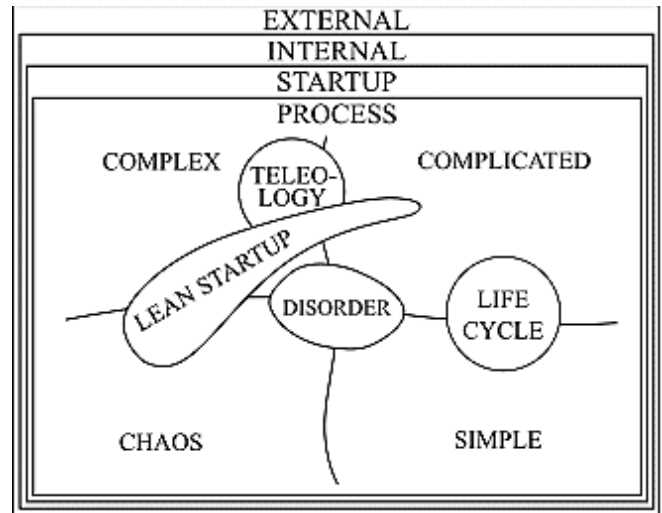 EXTERNAL
INTERNAL
STARTUP
PROCESS
COMPLEX
COMPLICATED
TELEO-
LOGY
LEAN STARTUP
DISORDER
LIFE
CYCLE
CHAOS
SIMPLE